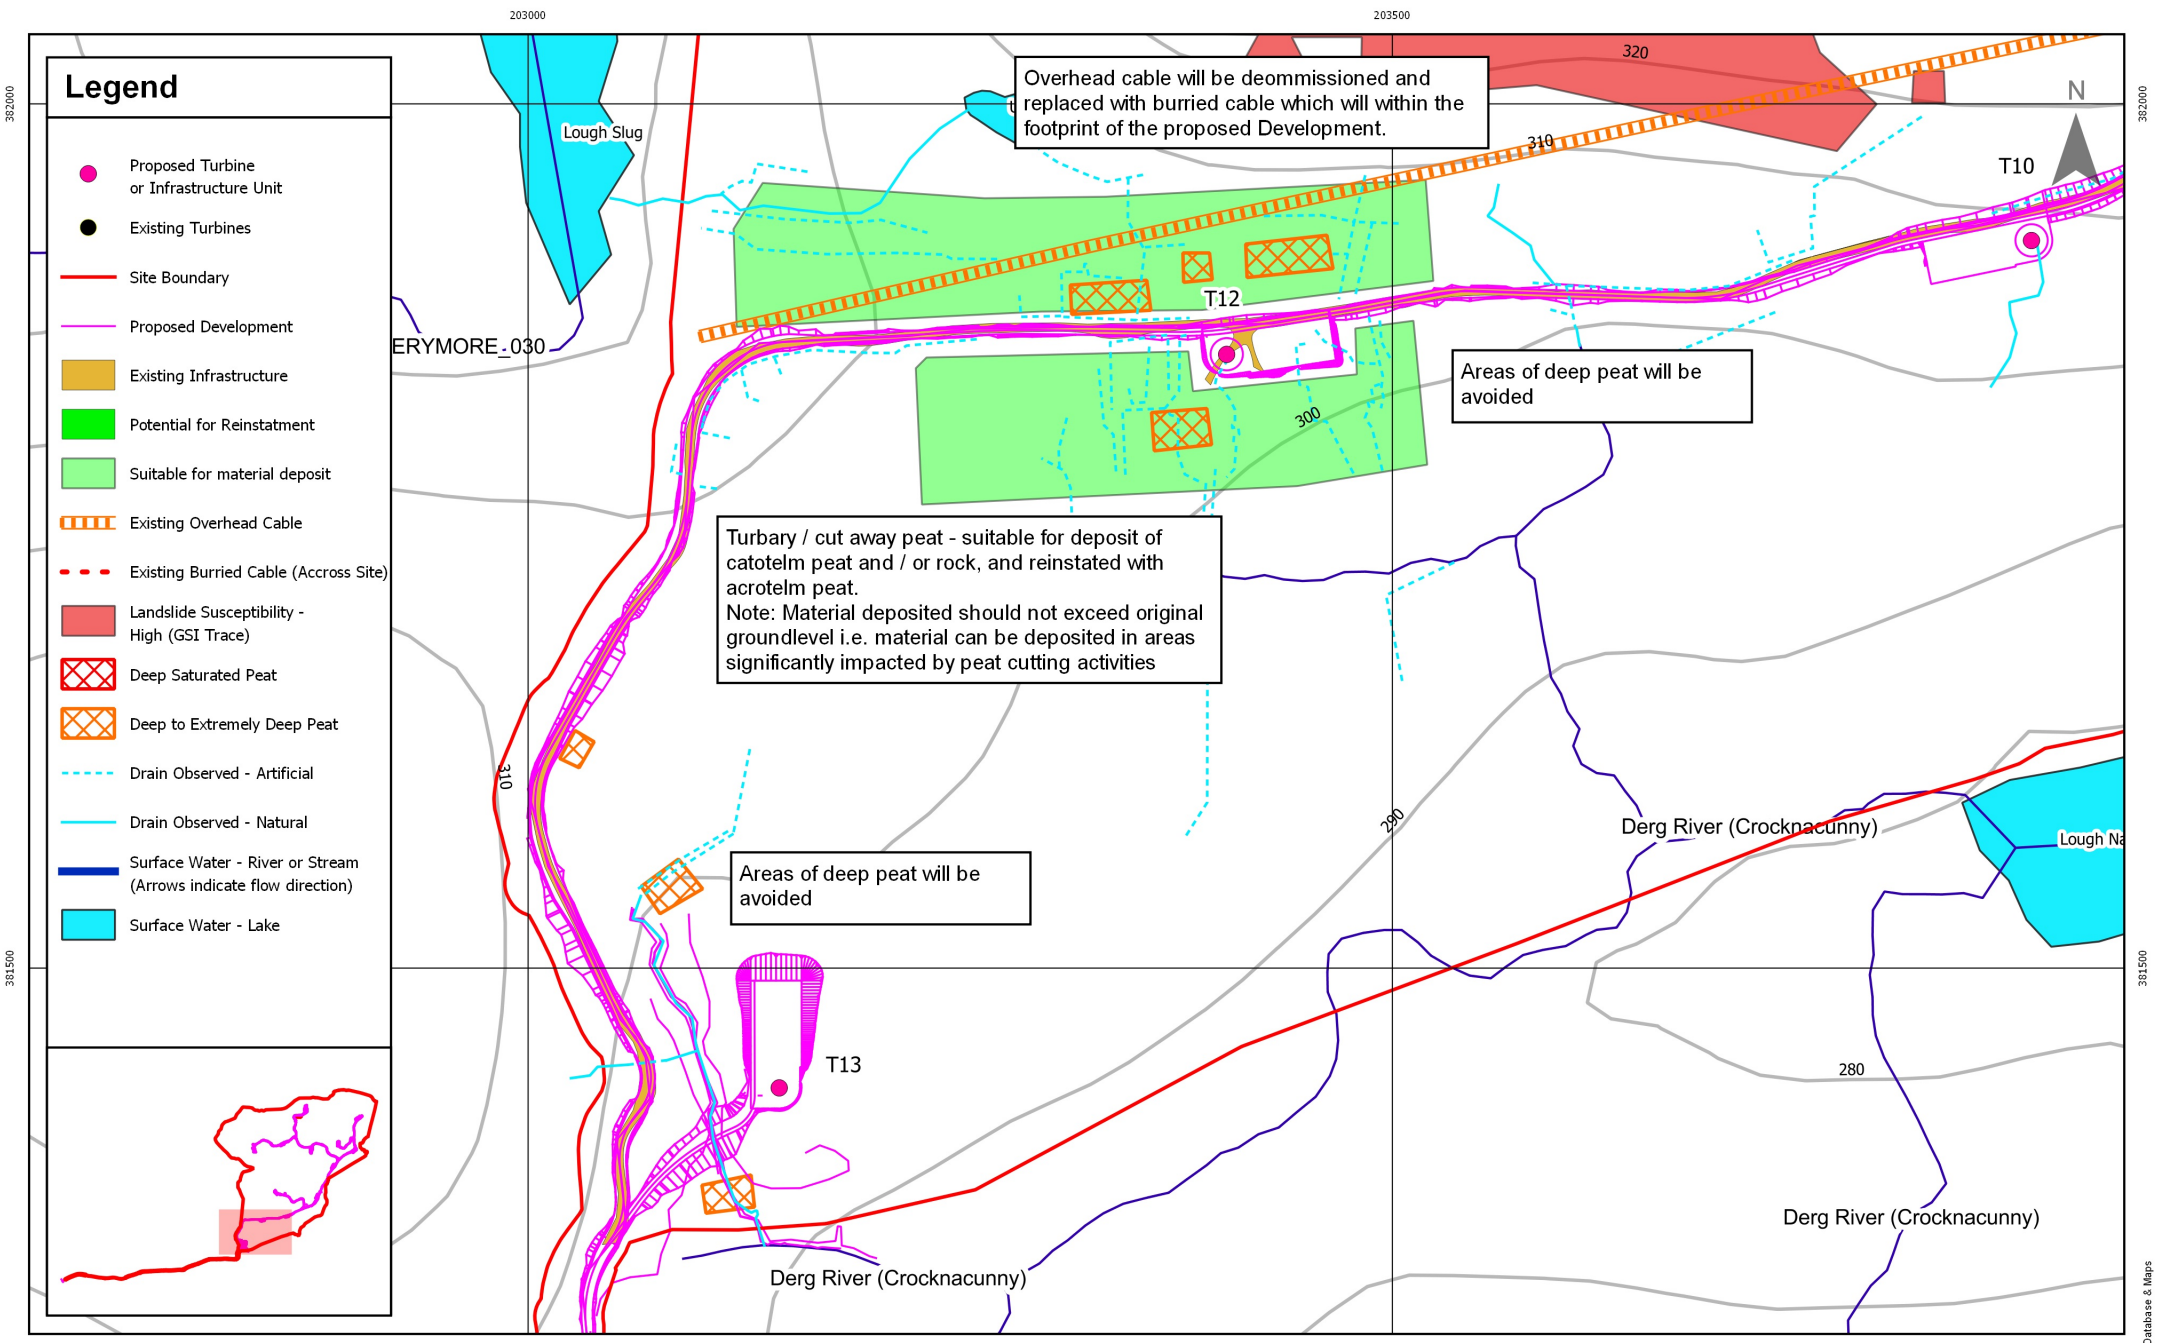 203000
203500
382000
382000
381500
381500
Legend
Proposed Turbine
or Infrastructure Unit
Existing Turbines
Site Boundary
Proposed Development
Existing Infrastructure
Potential for Reinstatment
Suitable for material deposit
Existing Overhead Cable
Existing Burried Cable (Accross Site)
Landslide Susceptibility -
High (GSI Trace)
Deep Saturated Peat
Deep to Extremely Deep Peat
Drain Observed - Artificial
Drain Observed - Natural
Surface Water - River or Stream
(Arrows indicate flow direction)
Surface Water - Lake
Lough Slug
Overhead cable will be deommissioned and
replaced with burried cable which will within the
footprint of the proposed Development.
320
310
N
T10
T12
ERYMORE_030
Areas of deep peat will be
avoided
300
Turbary / cut away peat - suitable for deposit of
catotelm peat and / or rock, and reinstated with
acrotelm peat.
Note: Material deposited should not exceed original
groundlevel i.e. material can be deposited in areas
significantly impacted by peat cutting activities
310
290
Derg River (Crocknacunny)
Lough Na
Areas of deep peat will be
avoided
T13
280
Derg River (Crocknacunny)
Derg River (Crocknacunny)
Database & Maps